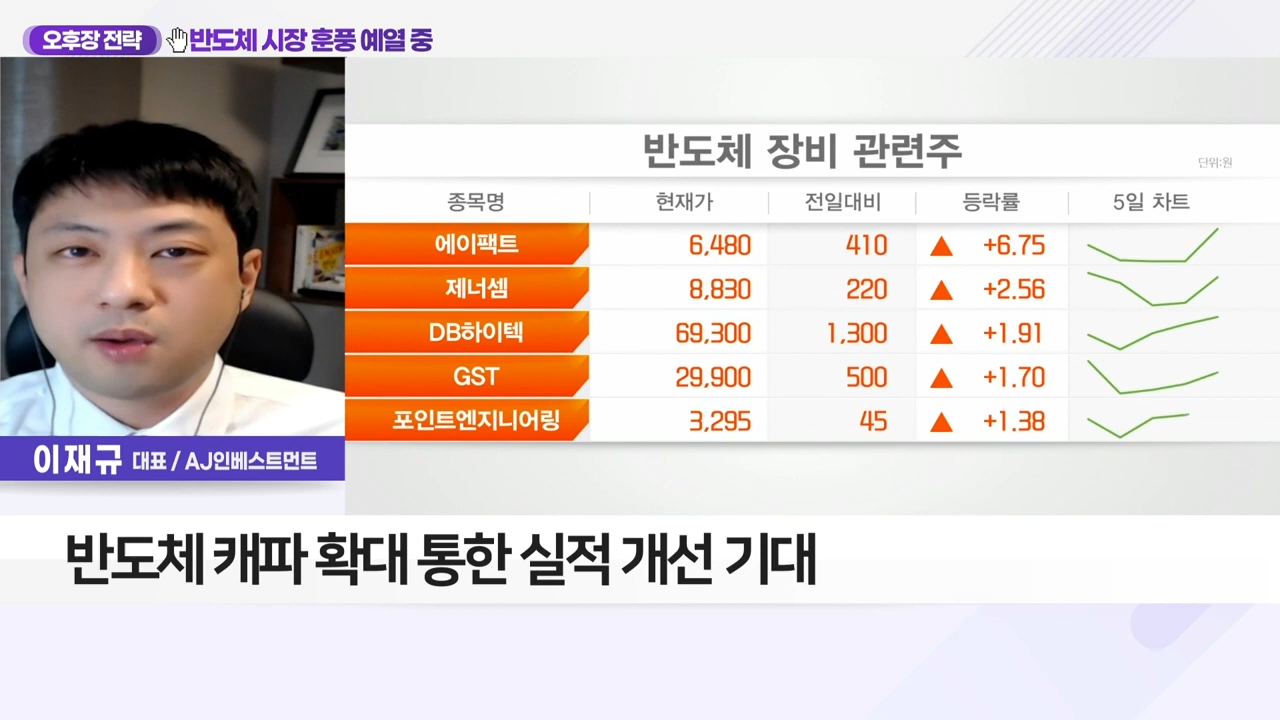 오후장 전략 반도체 시장 훈풍 예열 중
반도체 장비 관련주
단위:원
종목명 현재가 전일대비 등락률 5일 차트
에이팩트 6,480 410 ▲ +6.75
제너셈 8,830 220 ▲ +2.56
DB하이텍 69,300 1,300 ▲ +1.91
GST 29,900 500 ▲ +1.70
포인트엔지니어링 3,295 45 ▲ +1.38
이재규 대표 / AJ인베스트먼트
반도체 캐파 확대 통한 실적 개선 기대